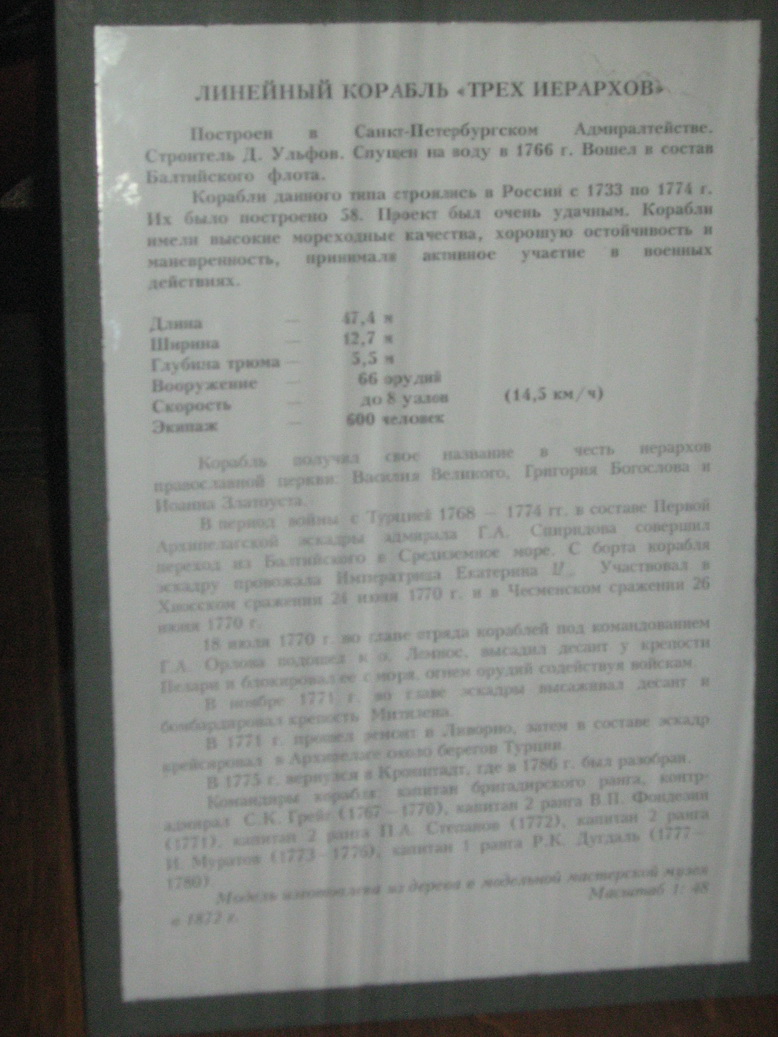 ЛИНЕЙНЫЙ КОРАБЛЬ «ТРЕХ ИЕРАРХОВ»
Построен в Санкт-Петербургском Адмиралтействе.
Строитель Д. Ульфов. Спущен на воду в 1766 г. Вошел в состав
Балтийского флота.
Корабли данного типа строились в России с 1733 по 1774 г.
Их было построено 58. Проект был очень удачным. Корабли
имели высокие мореходные качества, хорошую остойчивость и
маневренность, принимали активное участие в военных
действиях.
Длина — 47,4 м
Ширина — 12,7 м
Глубина трюма — 5,5 м
Вооружение — 66 орудий
Скорость — до 8 узлов (14,5 км/ч)
Экипаж — 600 человек
Корабль получил свое название в честь иерархов
православной церкви: Василия Великого, Григория Богослова и
Иоанна Златоуста.
В период войны с Турцией 1768 — 1774 гг. в составе Первой
Архипелагской эскадры адмирала Г.А. Спиридова совершил
переход из Балтийского в Средиземное море. С борта корабля
эскадру провожала Императрица Екатерина II. Участвовал в
Хиосском сражении 24 июня 1770 г. и в Чесменском сражении 26
июня 1770 г.
18 июля 1770 г. во главе отряда кораблей под командованием
Г.А. Орлова подошел к о. Лемнос, высадил десант у крепости
Пелари и блокировал ее с моря, огнем орудий содействуя войскам.
В ноябре 1771 г. во главе эскадры высаживал десант и
бомбардировал крепость Митилена.
В 1771 г. прошел ремонт в Ливорно, затем в составе эскадр
крейсировал в Архипелаге около берегов Турции.
В 1775 г. вернулся в Кронштадт, где в 1786 г. был разобран.
Командиры корабля: капитан бригадирского ранга, контр-
адмирал С.К. Грейг (1767—1770), капитан 2 ранга В.П. Фондезин
(1771), капитан 2 ранга П.А. Степанов (1772), капитан 2 ранга
И. Муратов (1773—1776), капитан 1 ранга Р.К. Дугдаль (1777—
1780).
Модель изготовлена из дерева в модельной мастерской музея
в 1872 г. Масштаб 1: 48